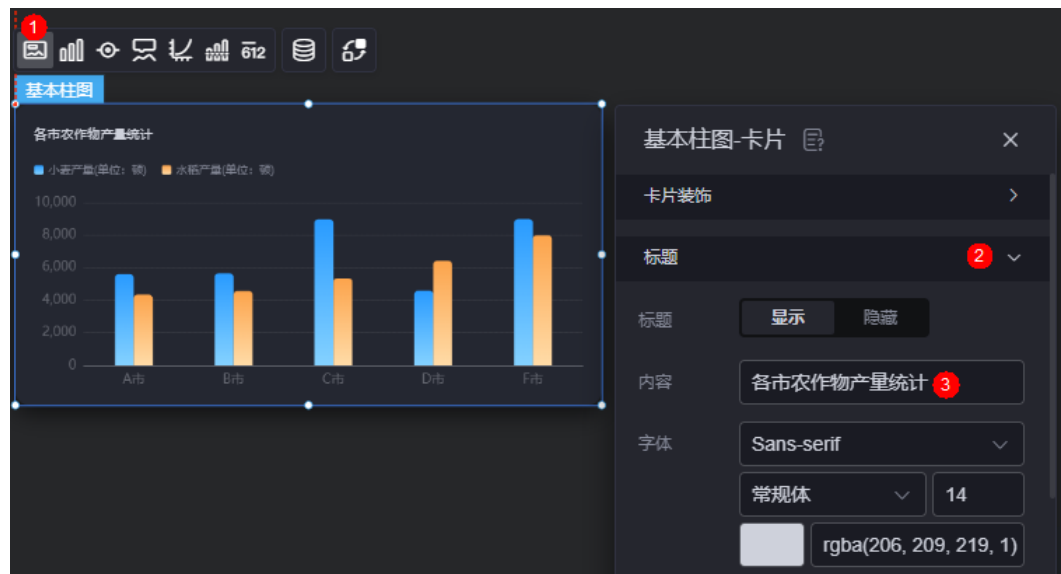 1
612
基本柱图
各市农作物产量统计
小麦产量(单位：顿) 水稻产量(单位：顿)
10,000
8,000
6,000
4,000
2,000
0
A市 B市 C市 D市 F市
基本柱图-卡片
卡片装饰
标题 2
标题 显示 隐藏
内容 各市农作物产量统计 3
字体 Sans-serif
常规体 14
rgba(206, 209, 219, 1)